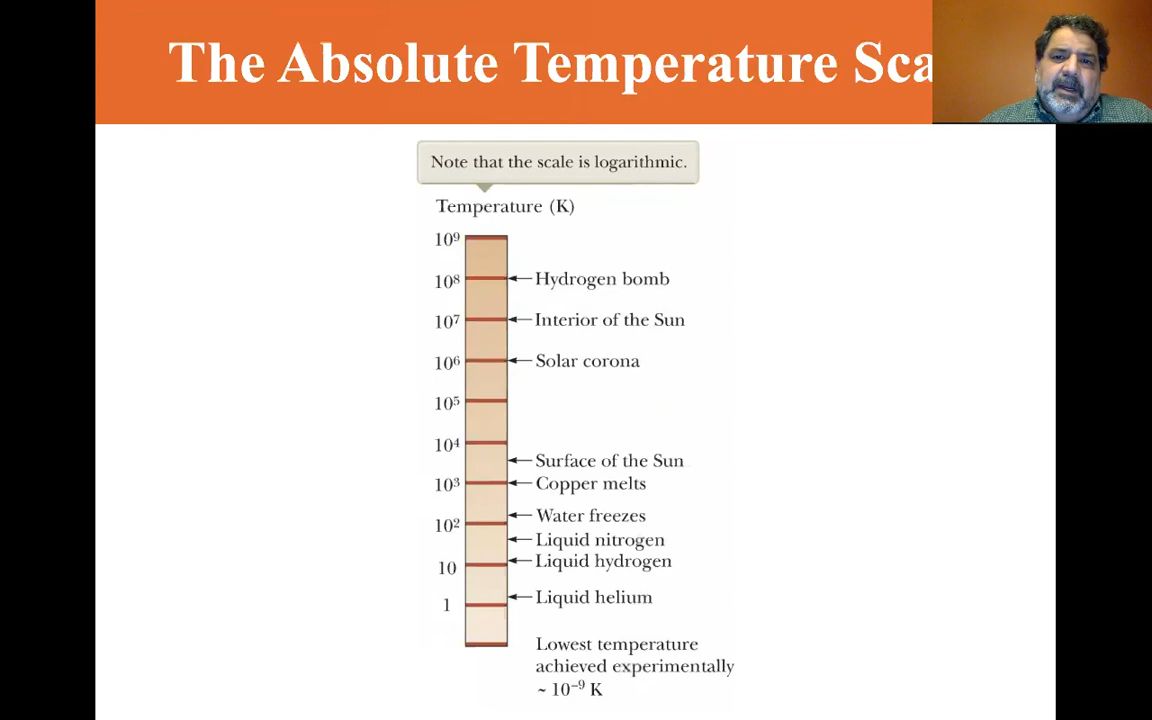 The Absolute Temperature Sca
Note that the scale is logarithmic.
Temperature (K)
10⁹
10⁸ Hydrogen bomb
10⁷ Interior of the Sun
10⁶ Solar corona
10⁵
10⁴
Surface of the Sun
10³ Copper melts
Water freezes
10²
Liquid nitrogen
Liquid hydrogen
10
Liquid helium
1
Lowest temperature
achieved experimentally
~ 10⁻⁹ K